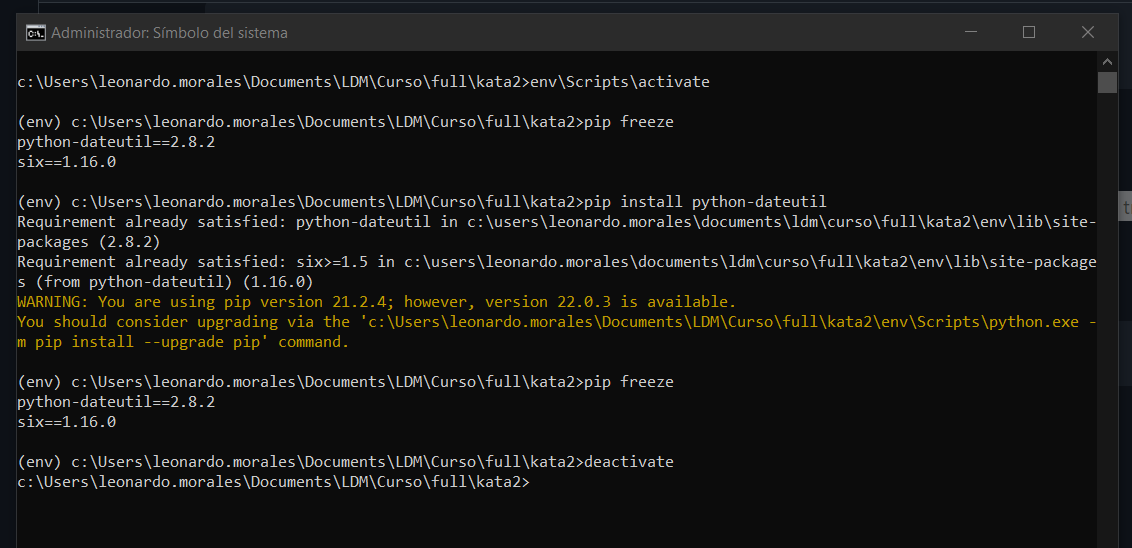 Administrador: Símbolo del sistema
c:\Users\leonardo.morales\Documents\LDM\Curso\full\kata2>env\Scripts\activate
(env) c:\Users\leonardo.morales\Documents\LDM\Curso\full\kata2>pip freeze
python-dateutil==2.8.2
six==1.16.0
(env) c:\Users\leonardo.morales\Documents\LDM\Curso\full\kata2>pip install python-dateutil
Requirement already satisfied: python-dateutil in c:\users\leonardo.morales\documents\ldm\curso\full\kata2\env\lib\site-
packages (2.8.2)
Requirement already satisfied: six>=1.5 in c:\users\leonardo.morales\documents\ldm\curso\full\kata2\env\lib\site-package
s (from python-dateutil) (1.16.0)
WARNING: You are using pip version 21.2.4; however, version 22.0.3 is available.
You should consider upgrading via the 'c:\Users\leonardo.morales\Documents\LDM\Curso\full\kata2\env\Scripts\python.exe -
m pip install --upgrade pip' command.
(env) c:\Users\leonardo.morales\Documents\LDM\Curso\full\kata2>pip freeze
python-dateutil==2.8.2
six==1.16.0
(env) c:\Users\leonardo.morales\Documents\LDM\Curso\full\kata2>deactivate
c:\Users\leonardo.morales\Documents\LDM\Curso\full\kata2>